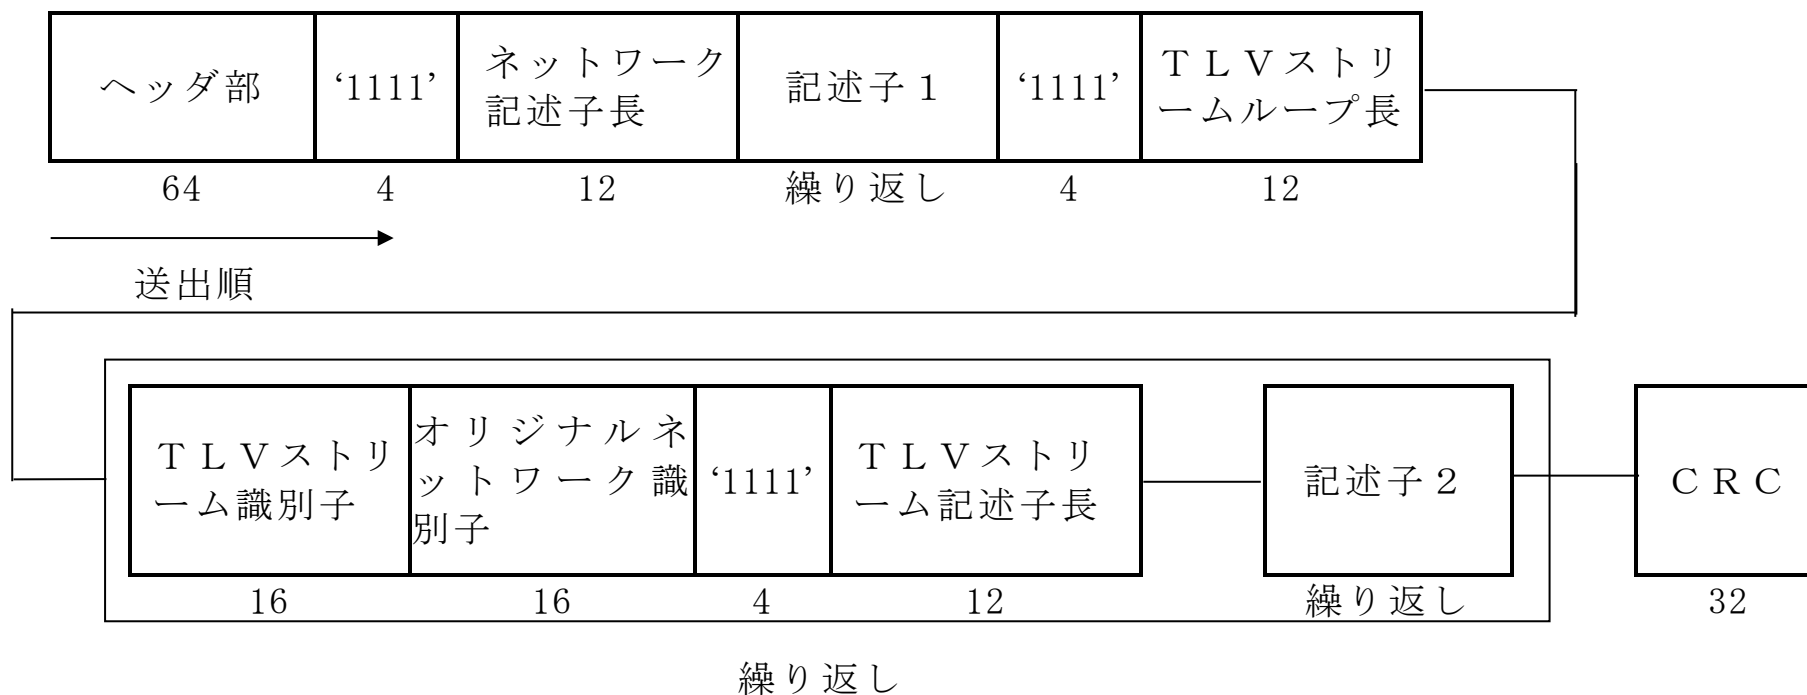 ヘッダ部
‘1111’
ネットワーク
記述子長
記述子1
‘1111’
TLVストリ
ームループ長
64
4
12
繰り返し
4
12
送出順
TLVストリ
ーム識別子
オリジナルネ
ットワーク識
別子
‘1111’
TLVストリ
ーム記述子長
記述子2
CRC
16
16
4
12
繰り返し
32
繰り返し